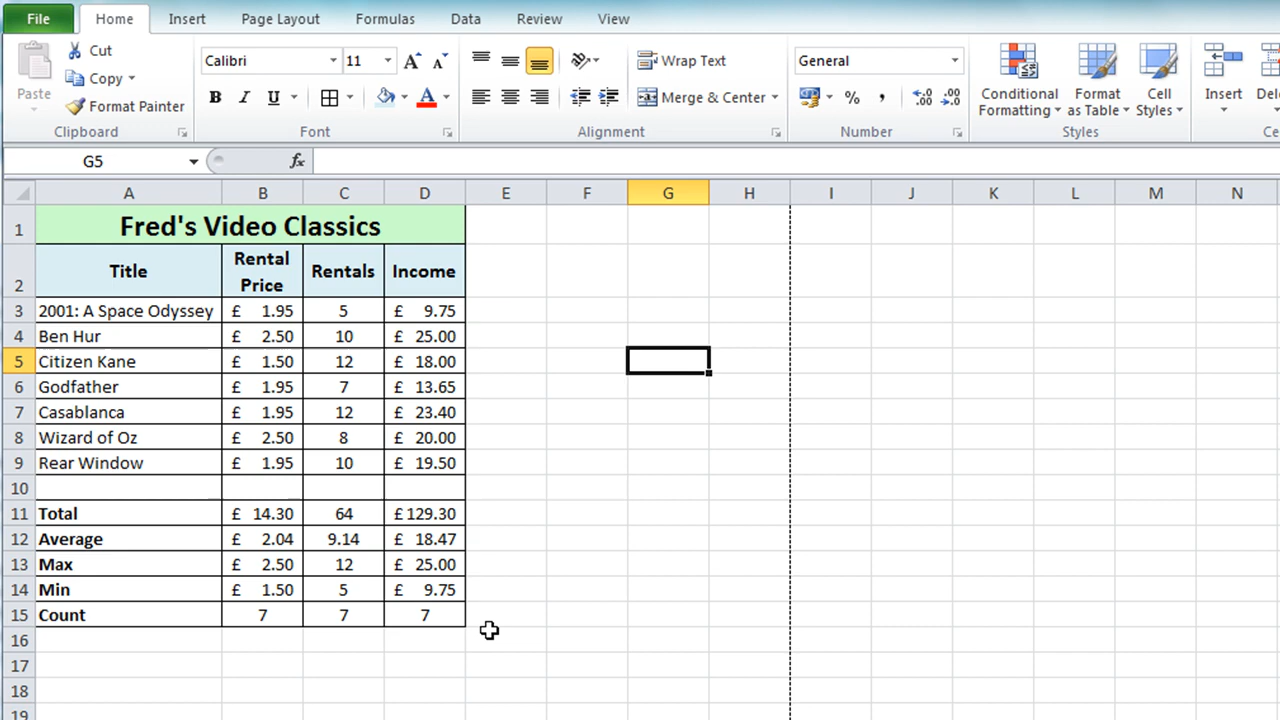 File Home Insert Page Layout Formulas Data Review View
Paste Cut Copy Format Painter Clipboard
Calibri 11 A A B I U A Font
Wrap Text Merge & Center Alignment
General % , .00 .0 .00 Number
Conditional Formatting Format as Table Cell Styles Styles
Insert
G5 fx
A B C D E F G H I J K L M N
1 Fred's Video Classics
2 Title Rental Price Rentals Income
3 2001: A Space Odyssey £ 1.95 5 £ 9.75
4 Ben Hur £ 2.50 10 £ 25.00
5 Citizen Kane £ 1.50 12 £ 18.00
6 Godfather £ 1.95 7 £ 13.65
7 Casablanca £ 1.95 12 £ 23.40
8 Wizard of Oz £ 2.50 8 £ 20.00
9 Rear Window £ 1.95 10 £ 19.50
10
11 Total £ 14.30 64 £129.30
12 Average £ 2.04 9.14 £ 18.47
13 Max £ 2.50 12 £ 25.00
14 Min £ 1.50 5 £ 9.75
15 Count 7 7 7
16
17
18
19